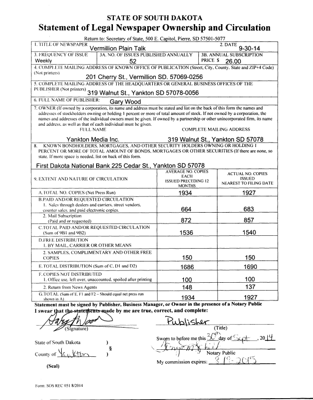 STATE OF SOUTH DAKOTA
Statement of Legal Newspaper Ownership and Circulation
Return to: Secretary of State, 500 E. Capitol, Pierre, SD 57501-5077
1. TITLE OF NEWSPAPER
Vermillion Plain Talk
2. DATE
9-30-14
3. FREQUENCY OF ISSUE
Weekly
3A. NO. OF ISSUES PUBLISHED ANNUALLY
52
3B. ANNUAL SUBSCRIPTION
PRICE $ 26.00
4. COMPLETE MAILING ADDRESS OF KNOWN OFFICE OF PUBLICATION (Street, City, County, State and ZIP+4 Code)
(Not printers)
201 Cherry St., Vermillion SD. 57069-0256
5. COMPLETE MAILING ADDRESS OF THE HEADQUARTERS OF GENERAL BUSINESS OFFICES OF THE
PUBLISHER (Not printers)
319 Walnut St., Yankton SD 57078-0056
6. FULL NAME OF PUBLISHER:
Gary Wood
7. OWNER (If owned by a corporation, its name and address must be stated and list on the back of this form the names and
addresses of stockholders owning or holding 1 percent or more of total amount of stock. If not owned by a corporation, the
names and addresses of the individual owners must be given. If owned by a partnership or other unincorporated firm, its name
and address, as well as that of each individual must be given.
FULL NAME
COMPLETE MAILING ADDRESS
Yankton Media Inc.
319 Walnut St., Yankton SD 57078
8. KNOWN BONDHOLDERS, MORTGAGES, AND OTHER SECURITY HOLDERS OWNING OR HOLDING 1
PERCENT OR MORE OF TOTAL AMOUNT OF BONDS, MORTGAGES OR OTHER SECURITIES (If there are none, so
state. If more space is needed, list on back of this form.
First Dakota National Bank 225 Cedar St., Yankton SD 57078
9. EXTENT AND NATURE OF CIRCULATION
AVERAGE NO. COPIES
EACH
ISSUED PRECEDING 12
MONTHS
ACTUAL NO. COPIES
ISSUED
NEAREST TO FILING DATE
A. TOTAL NO. COPIES (Net Press Run)
1934
1927
B. PAID AND/OR REQUESTED CIRCULATION
1. Sales through dealers and carriers, street vendors,
counter sales, and paid electronic copies
664
683
2. Mail Subscription
(Paid and/or requested)
872
857
C. TOTAL PAID AND/OR REQUESTED CIRCULATION
(Sum of 9B1 and 9B2)
1536
1540
D. FREE DISTRIBUTION
1. BY MAIL, CARRIER OR OTHER MEANS
2. SAMPLES, COMPLIMENTARY AND OTHER FREE
COPIES
150
150
E. TOTAL DISTRIBUTION (Sum of C, D1 and D2)
1686
1690
F. COPIES NOT DISTRIBUTED
1. Office use, left over, unaccounted, spoiled after printing
100
100
2. Return from News Agents
148
137
G. TOTAL (Sum of E, F1 and F2 - Should equal net press run
shown in A)
1934
1927
Statement must be signed by Publisher, Business Manager, or Owner in the presence of a Notary Public
I swear that the statements made by me are true, correct, and complete:
Publisher
(Signature)
(Title)
State of South Dakota )
County of Yankton )
§
Sworn to before me this 30th day of Sept, 2014
Notary Public
My commission expires:
(Seal)
Form: SOS REC 051 8/2014